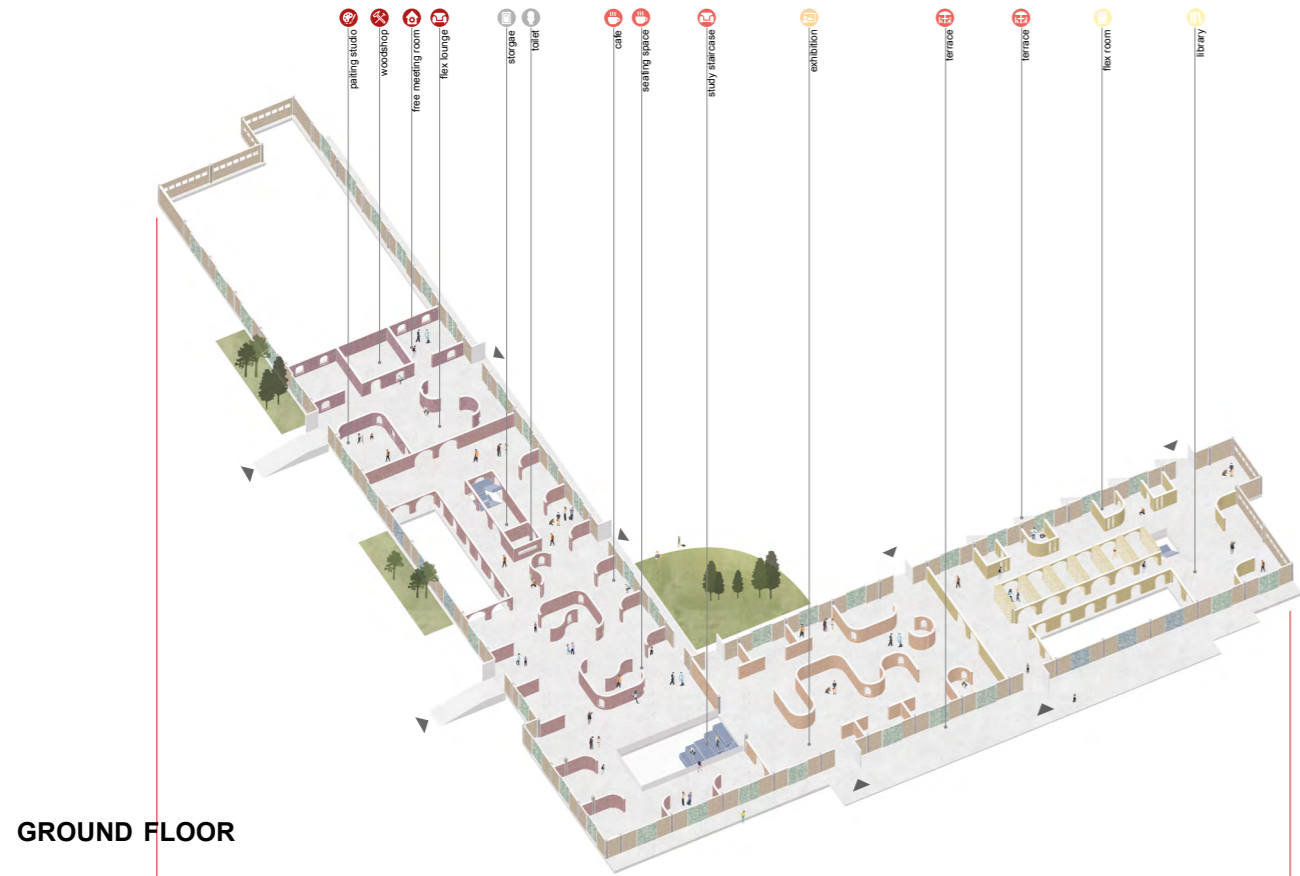 paiting studio
woodshop
free meeting room
flex lounge
storgae
toilet
cafe
seating space
study staircase
exhibition
terrace
terrace
flex room
library
GROUND FLOOR